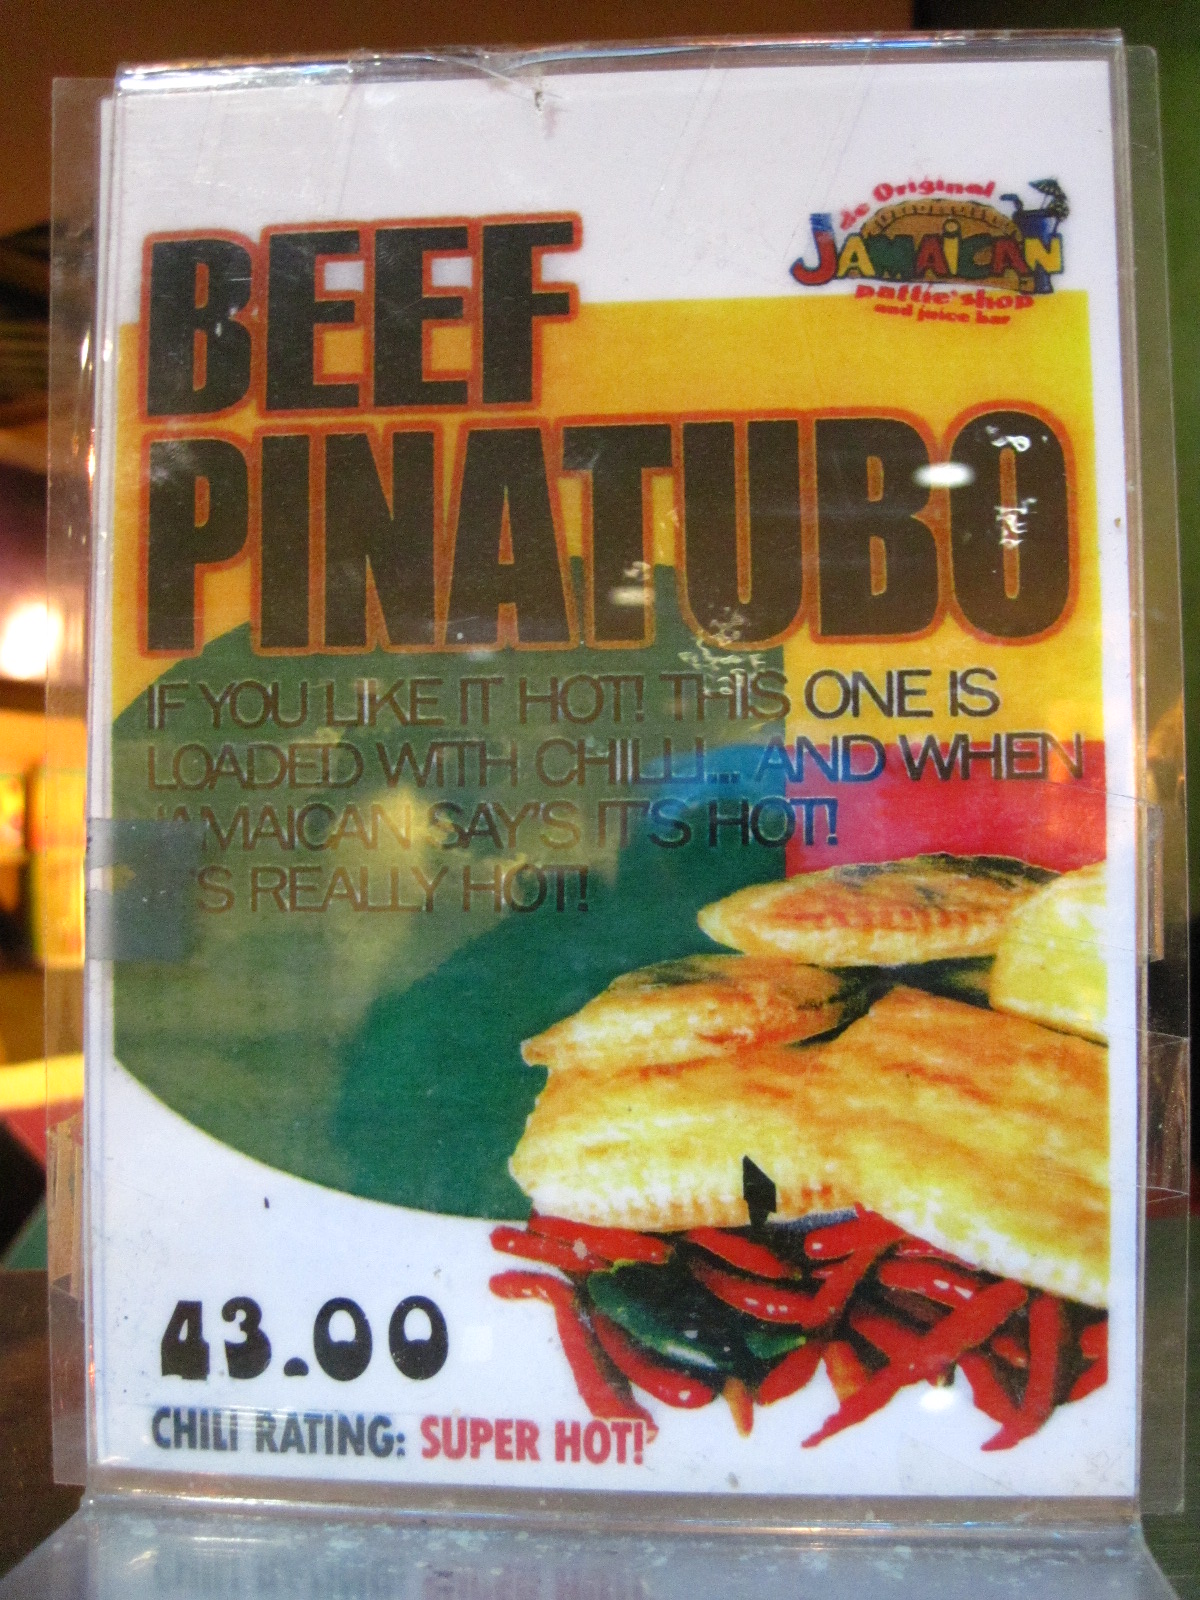 de Original
JAMAICAN
pattie'shop
and juice bar
BEEF
PINATUBO
IF YOU LIKE IT HOT! THIS ONE IS
LOADED WITH CHILLI... AND WHEN
'AMAICAN SAY'S IT'S HOT!
'S REALLY HOT!
43.00
CHILI RATING: SUPER HOT!